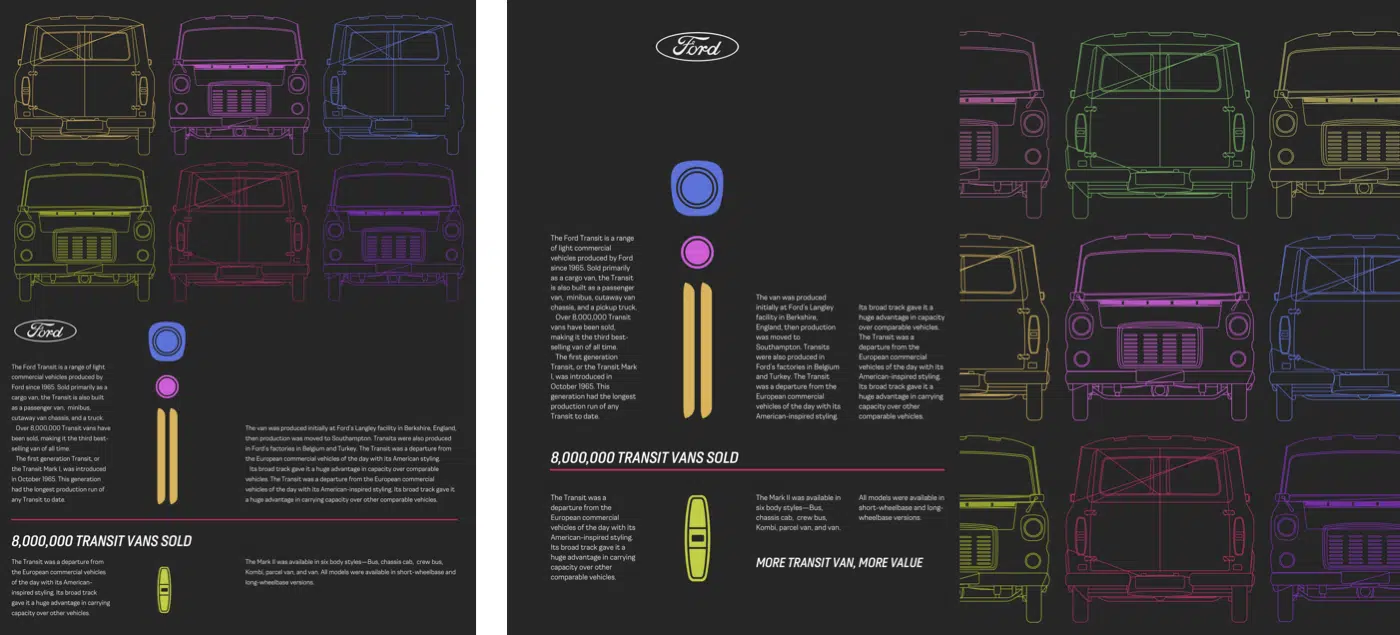 Ford
The Ford Transit is a range of light
commercial vehicles produced by
Ford since 1965. Sold primarily as a
cargo van, the Transit is also built
as a passenger van, minibus,
cutaway van chassis, and a truck.
Over 8,000,000 Transit vans have
been sold, making it the third best-
selling van of all time.
The first generation Transit, or
the Transit Mark I, was introduced
in October 1965. This generation
had the longest production run of
any Transit to date.
The van was produced initially at Ford's Langley facility in Berkshire, England,
then production was moved to Southampton. Transits were also produced
in Ford's factories in Belgium and Turkey. The Transit was a departure from
the European commercial vehicles of the day with its American styling.
Its broad track gave it a huge advantage in capacity over comparable
vehicles. The Transit was a departure from the European commercial
vehicles of the day with its American-inspired styling. Its broad track gave it
a huge advantage in carrying capacity over other comparable vehicles.
8,000,000 TRANSIT VANS SOLD
The Transit was a departure from
the European commercial vehicles
of the day with its American-
inspired styling. Its broad track
gave it a huge advantage in carrying
capacity over other vehicles.
The Mark II was available in six body styles—Bus, chassis cab, crew bus,
Kombi, parcel van, and van. All models were available in short-wheelbase and
long-wheelbase versions.
Ford
The Ford Transit is a range
of light commercial
vehicles produced by Ford
since 1965. Sold primarily
as a cargo van, the Transit
is also built as a passenger
van, minibus, cutaway van
chassis, and a pickup truck.
Over 8,000,000 Transit
vans have been sold,
making it the third best-
selling van of all time.
The first generation
Transit, or the Transit Mark
I, was introduced in
October 1965. This
generation had the longest
production run of any
Transit to date.
The van was produced
initially at Ford's Langley
facility in Berkshire,
England, then production
was moved to
Southampton. Transits
were also produced in
Ford's factories in Belgium
and Turkey. The Transit
was a departure from the
European commercial
vehicles of the day with its
American-inspired styling.
Its broad track gave it a
huge advantage in capacity
over comparable vehicles.
The Transit was a
departure from the
European commercial
vehicles of the day with its
American-inspired styling.
Its broad track gave it a
huge advantage in carrying
capacity over other
comparable vehicles.
8,000,000 TRANSIT VANS SOLD
The Transit was a
departure from the
European commercial
vehicles of the day with its
American-inspired styling.
Its broad track gave it a
huge advantage in carrying
capacity over other
comparable vehicles.
The Mark II was available in
six body styles—Bus,
chassis cab, crew bus,
Kombi, parcel van, and van.
All models were available in
short-wheelbase and long-
wheelbase versions.
MORE TRANSIT VAN, MORE VALUE